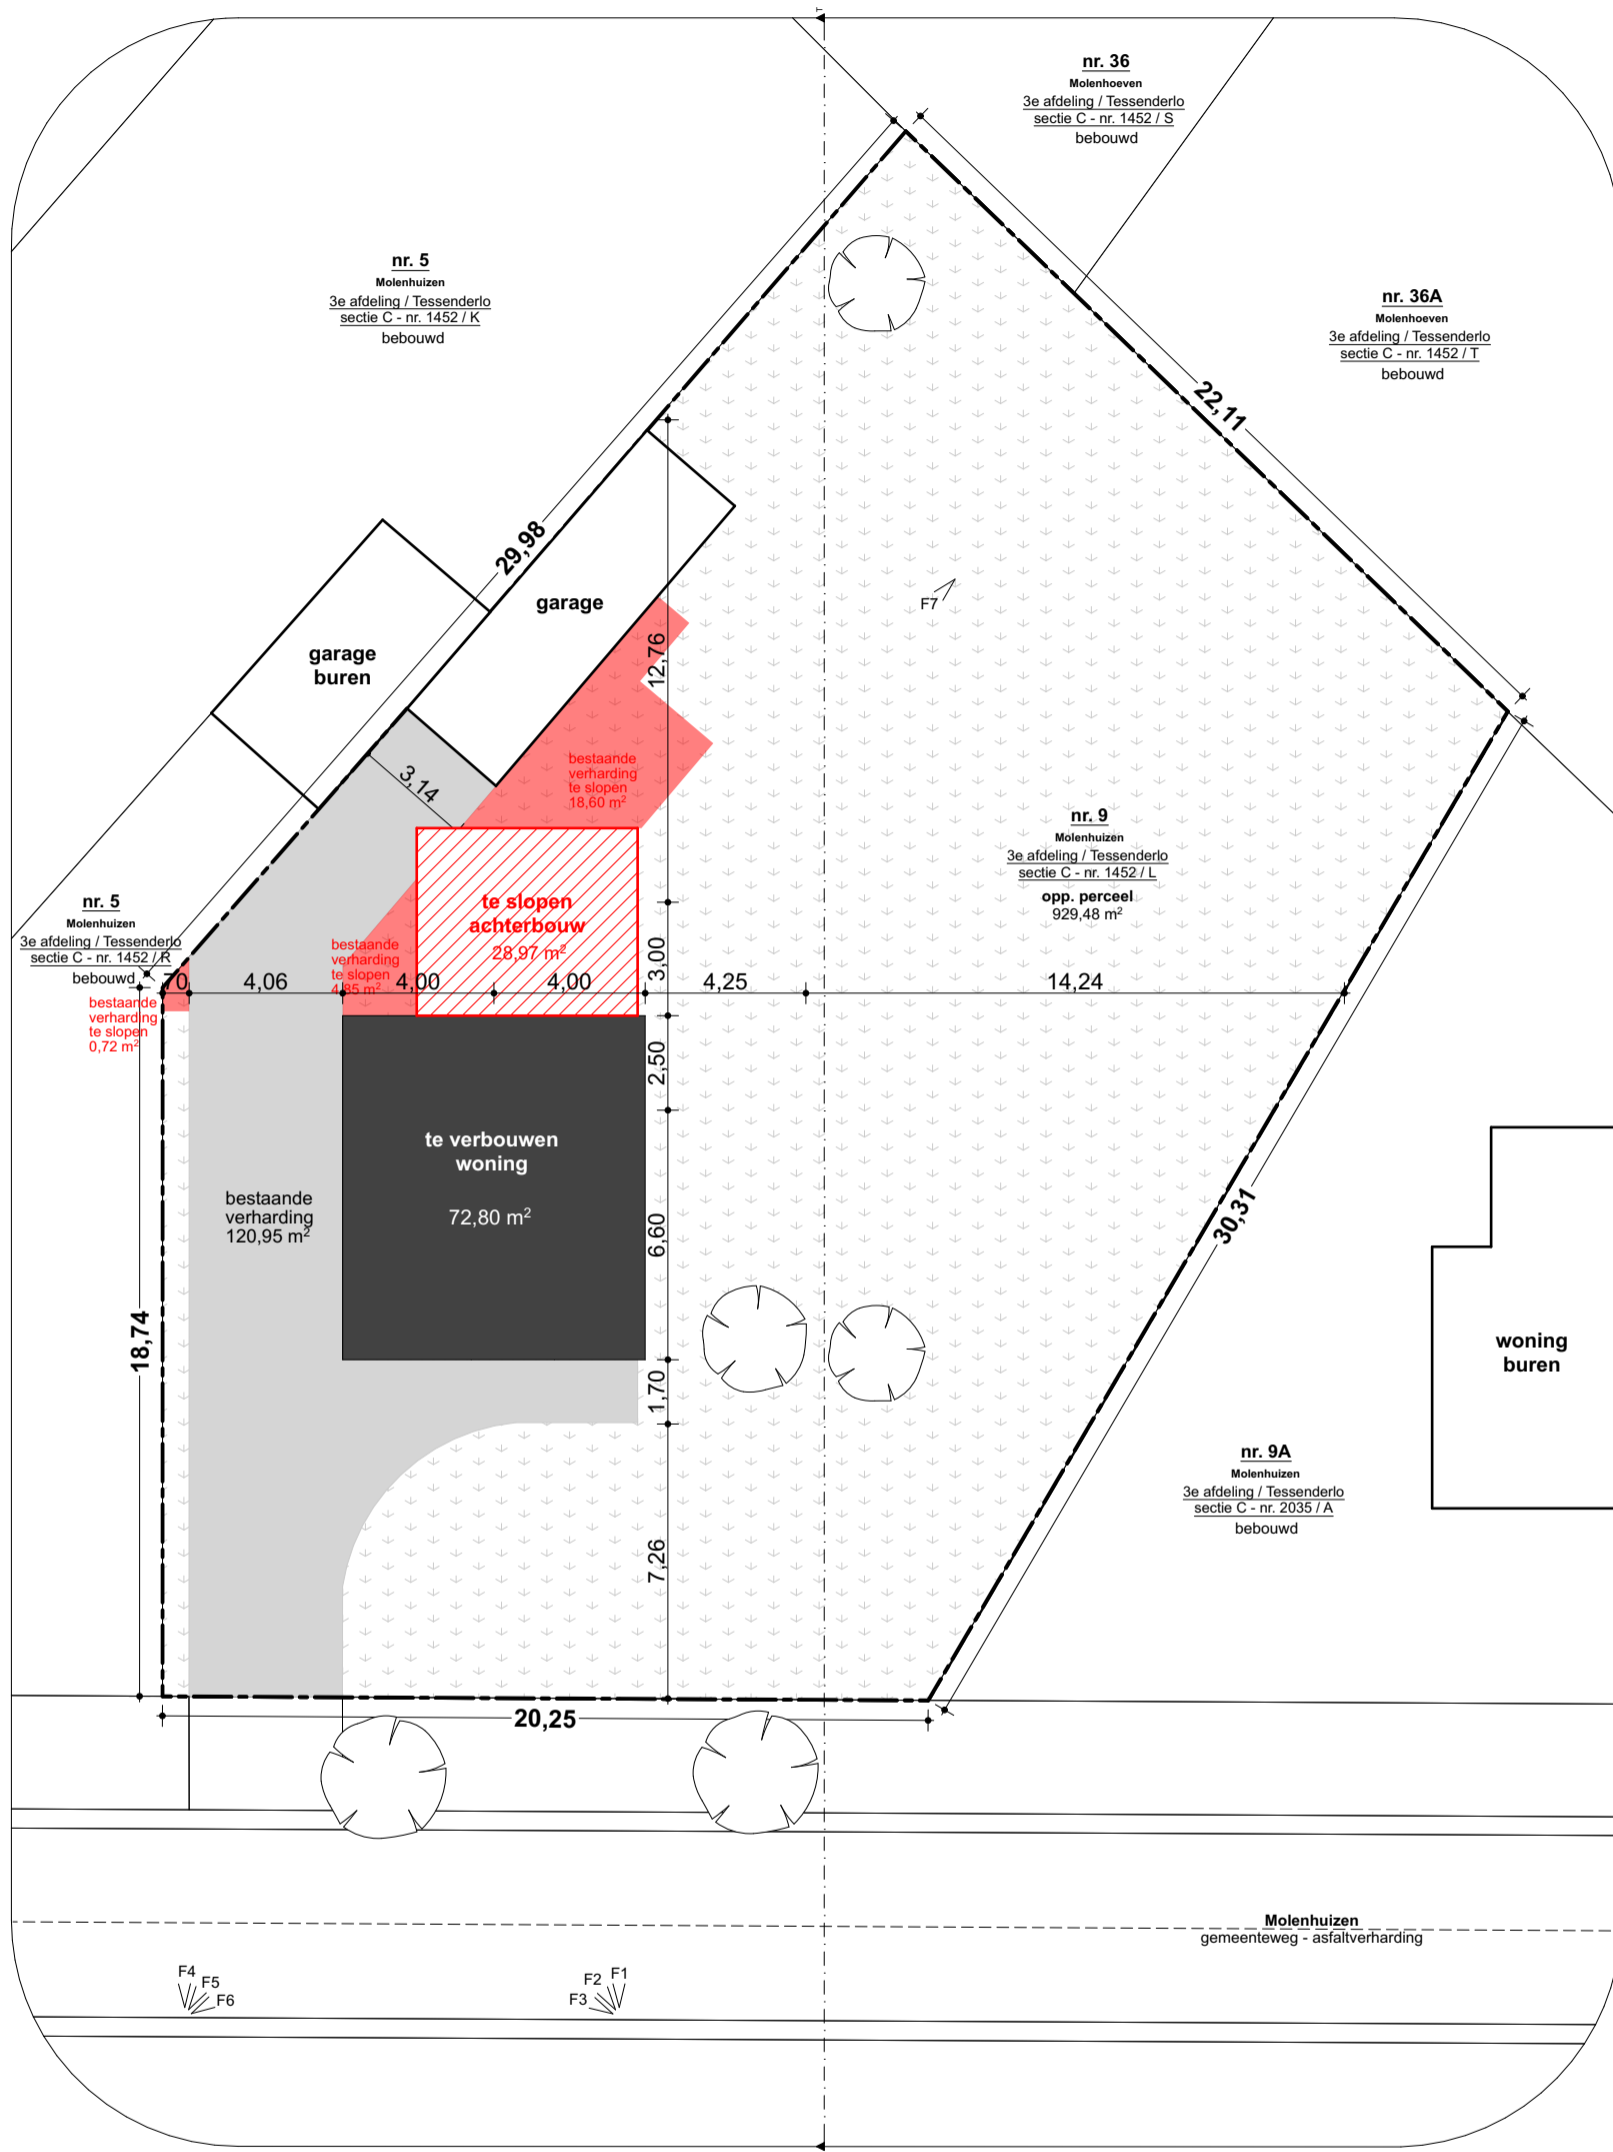 nr. 36
Molenhoeven
3e afdeling / Tessenderlo
sectie C - nr. 1452 / S
bebouwd
nr. 5
Molenhuizen
3e afdeling / Tessenderlo
sectie C - nr. 1452 / K
bebouwd
nr. 36A
Molenhoeven
3e afdeling / Tessenderlo
sectie C - nr. 1452 / T
bebouwd
22,11
29,98
garage
F7
garage
buren
12,76
3,14
bestaande
verharding
te slopen
18,60 m²
nr. 9
Molenhuizen
3e afdeling / Tessenderlo
sectie C - nr. 1452 / L
opp. perceel
929,48 m²
nr. 5
Molenhuizen
3e afdeling / Tessenderlo
sectie C - nr. 1452 / R
bebouwd
te slopen
achterbouw
28,97 m²
bestaande
verharding
te slopen
4,85 m²
70
4,06
4,00
4,00
3,00
4,25
14,24
bestaande
verharding
te slopen
0,72 m²
2,50
te verbouwen
woning
72,80 m²
bestaande
verharding
120,95 m²
6,60
30,31
18,74
woning
buren
1,70
nr. 9A
Molenhuizen
3e afdeling / Tessenderlo
sectie C - nr. 2035 / A
bebouwd
7,26
20,25
Molenhuizen
gemeenteweg - asfaltverharding
F4
F5
F6
F2
F1
F3